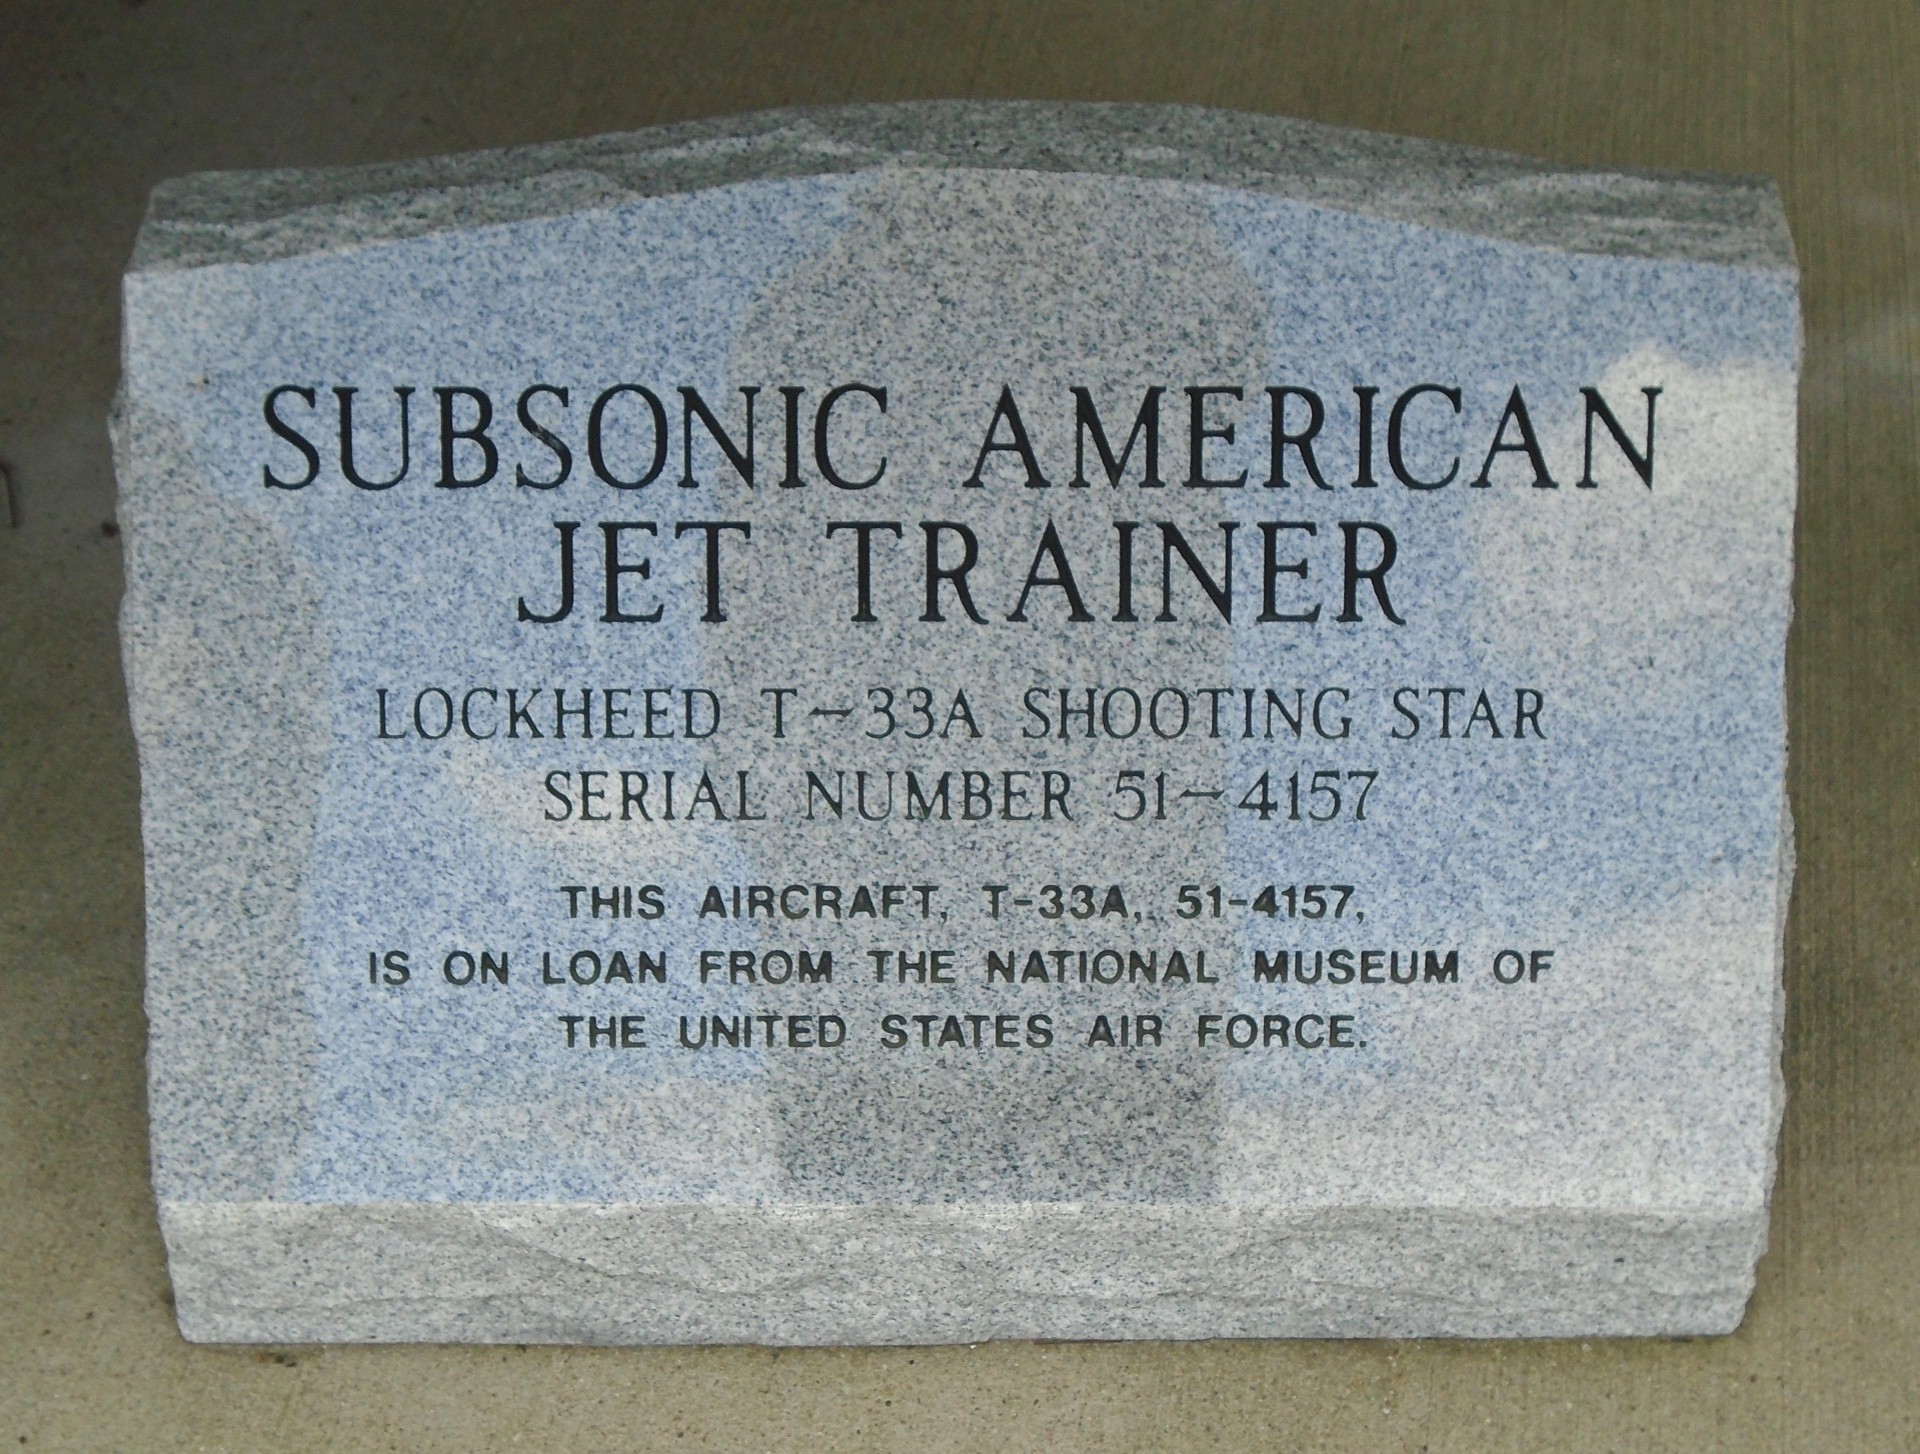 SUBSONIC AMERICAN
JET TRAINER
LOCKHEED T-33A SHOOTING STAR
SERIAL NUMBER 51-4157
THIS AIRCRAFT, T-33A, 51-4157,
IS ON LOAN FROM THE NATIONAL MUSEUM OF
THE UNITED STATES AIR FORCE.